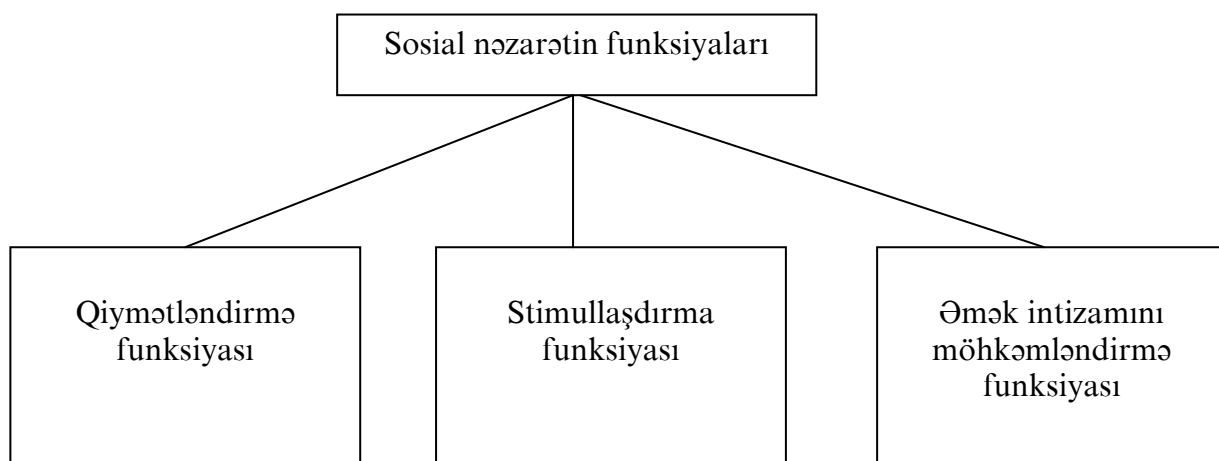 Sosial nəzarətin funksiyaları
Qiymətləndirmə
funksiyası
Stimullaşdırma
funksiyası
Əmək intizamını
möhkəmləndirmə
funksiyası